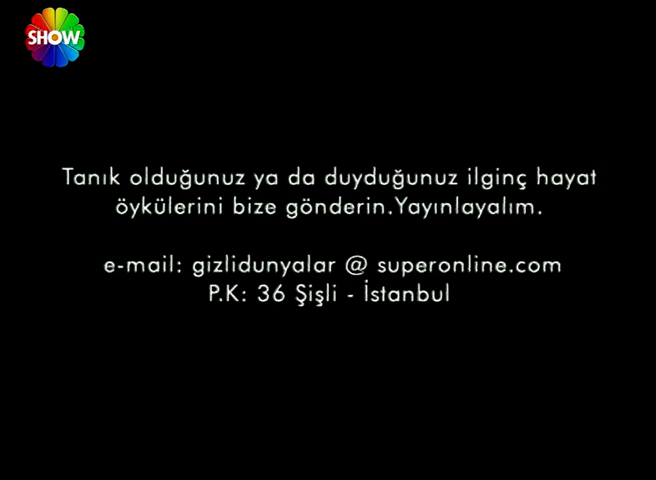 SHOW
Tanık olduğunuz ya da duyduğunuz ilginç hayat
öykülerini bize gönderin.Yayınlayalım.
e-mail: gizlidunyalar @ superonline.com
P.K: 36 Şişli - İstanbul